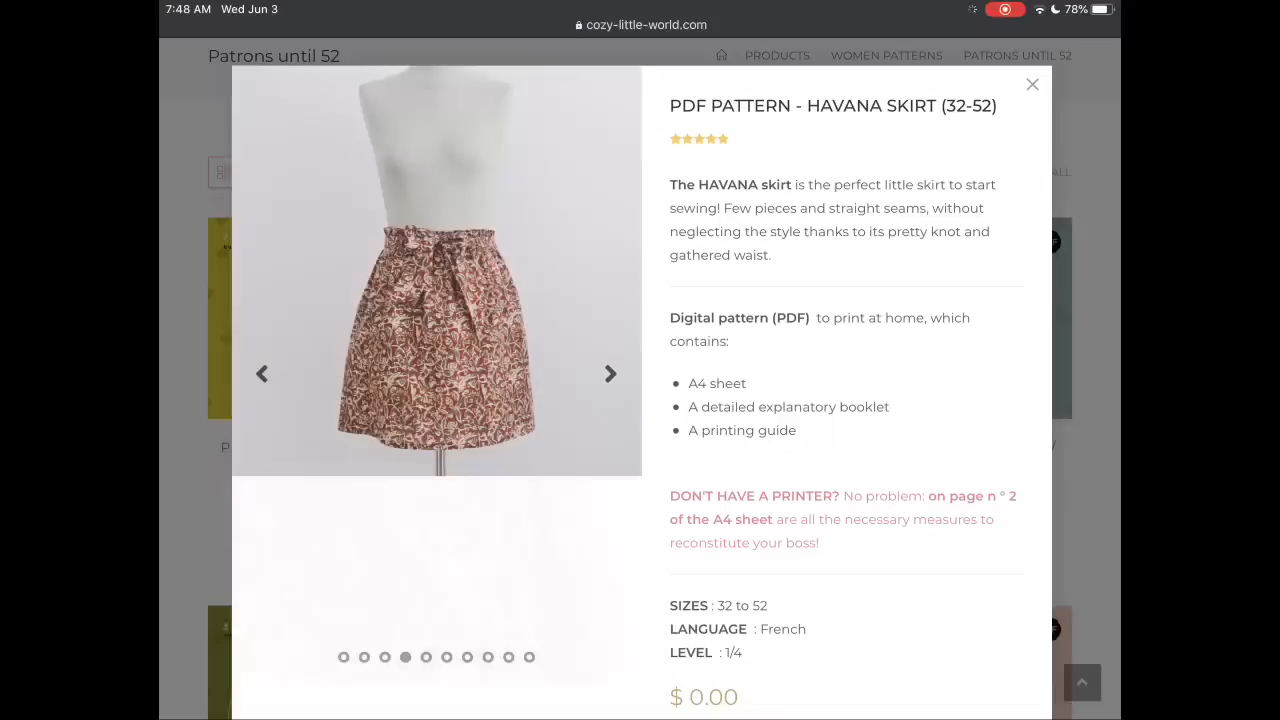 7:48 AM Wed Jun 3
78%
cozy-little-world.com
Patrons until 52
PRODUCTS WOMEN PATTERNS PATRONS UNTIL 52
PDF PATTERN - HAVANA SKIRT (32-52)
The HAVANA skirt is the perfect little skirt to start
sewing! Few pieces and straight seams, without
neglecting the style thanks to its pretty knot and
gathered waist.
Digital pattern (PDF) to print at home, which
contains:
• A4 sheet
• A detailed explanatory booklet
• A printing guide
DON'T HAVE A PRINTER? No problem: on page n ° 2
of the A4 sheet are all the necessary measures to
reconstitute your boss!
SIZES : 32 to 52
LANGUAGE : French
LEVEL : 1/4
$ 0.00